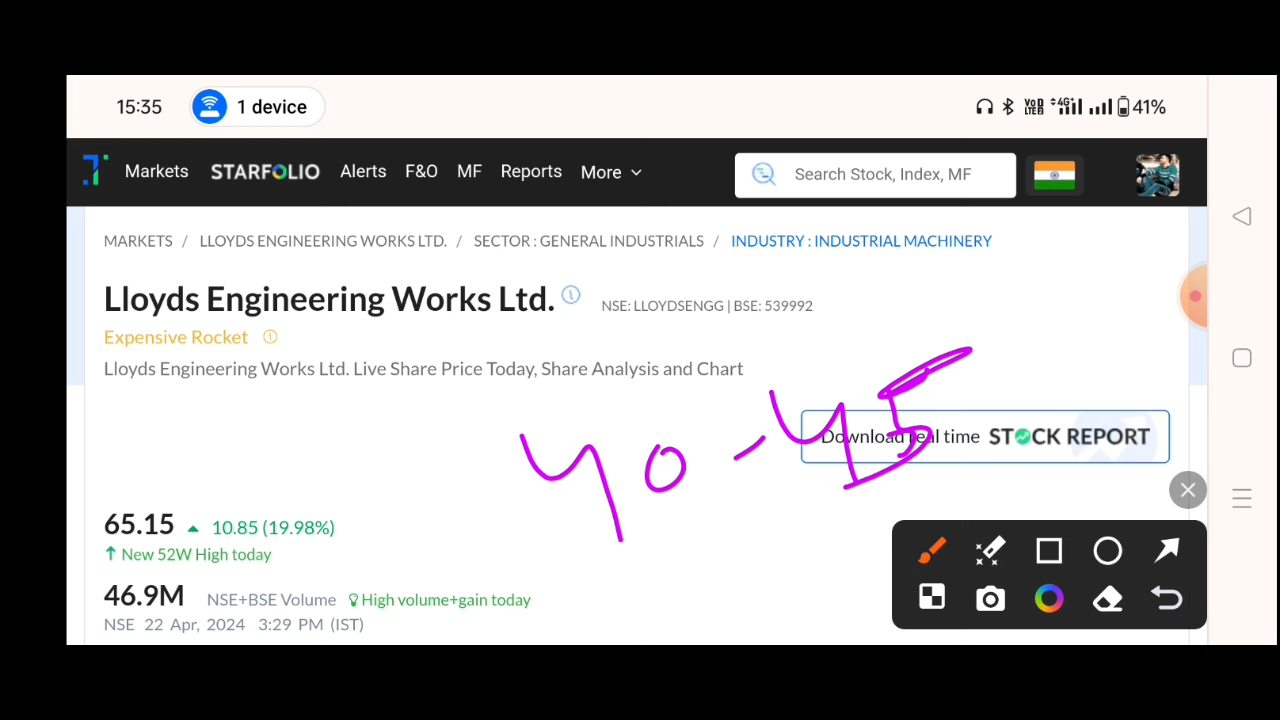 15:35 1 device VoD LTE2 4G 41%
Markets STARFOLIO Alerts F&O MF Reports More Search Stock, Index, MF
MARKETS / LLOYDS ENGINEERING WORKS LTD. / SECTOR : GENERAL INDUSTRIALS / INDUSTRY : INDUSTRIAL MACHINERY
Lloyds Engineering Works Ltd. NSE: LLOYDSENGG | BSE: 539992
Expensive Rocket
Lloyds Engineering Works Ltd. Live Share Price Today, Share Analysis and Chart
40-45
Download real time STOCK REPORT
65.15 10.85 (19.98%)
New 52W High today
46.9M NSE+BSE Volume High volume+gain today
NSE 22 Apr, 2024 3:29 PM (IST)